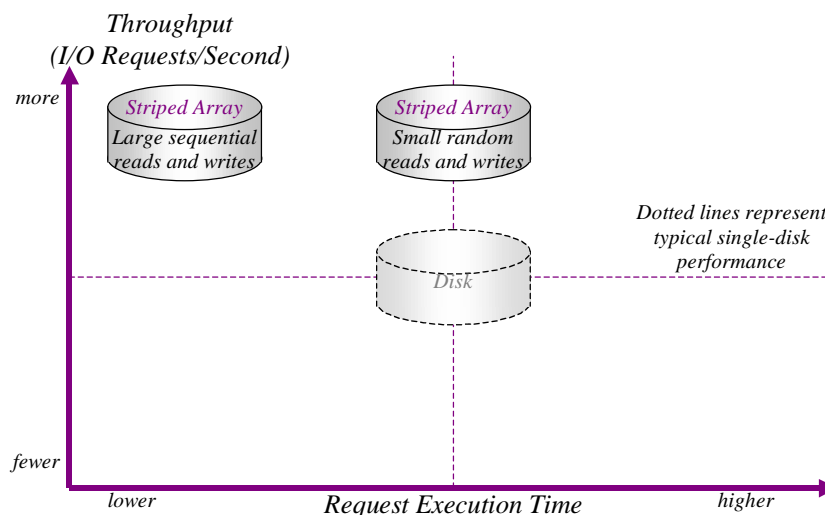 Throughput
(I/O Requests/Second)
more
Striped Array
Large sequential
reads and writes
Striped Array
Small random
reads and writes
Dotted lines represent
typical single-disk
performance
Disk
fewer
lower
Request Execution Time
higher